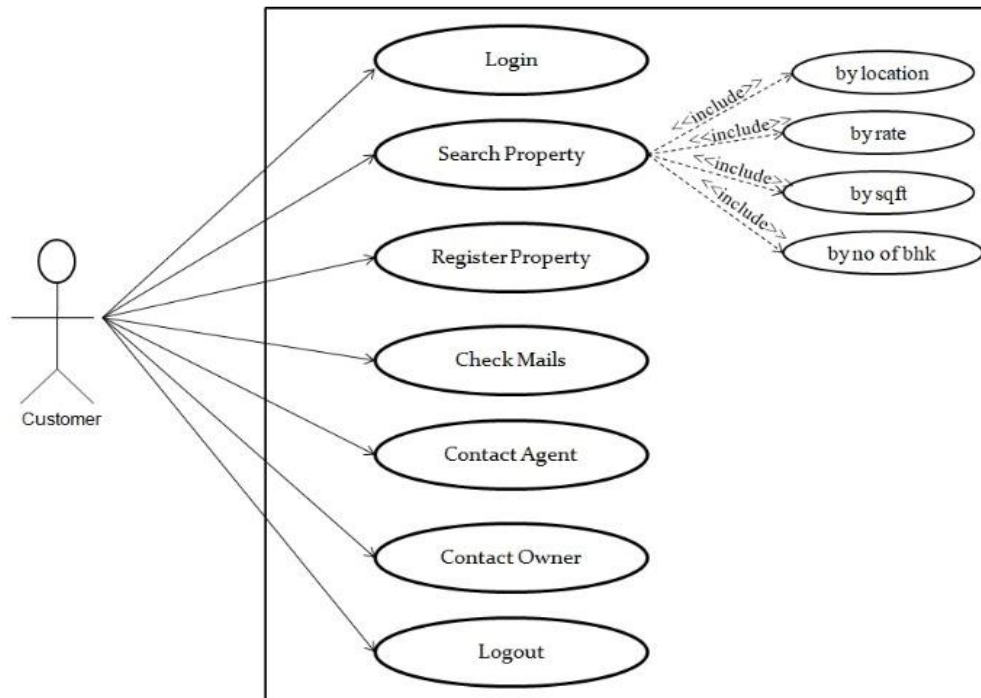 Login
Search Property
Register Property
Check Mails
Contact Agent
Contact Owner
Logout
Customer
<<include>>
<<include>>
<<include>>
<<include>>
by location
by rate
by sqft
by no of bhk